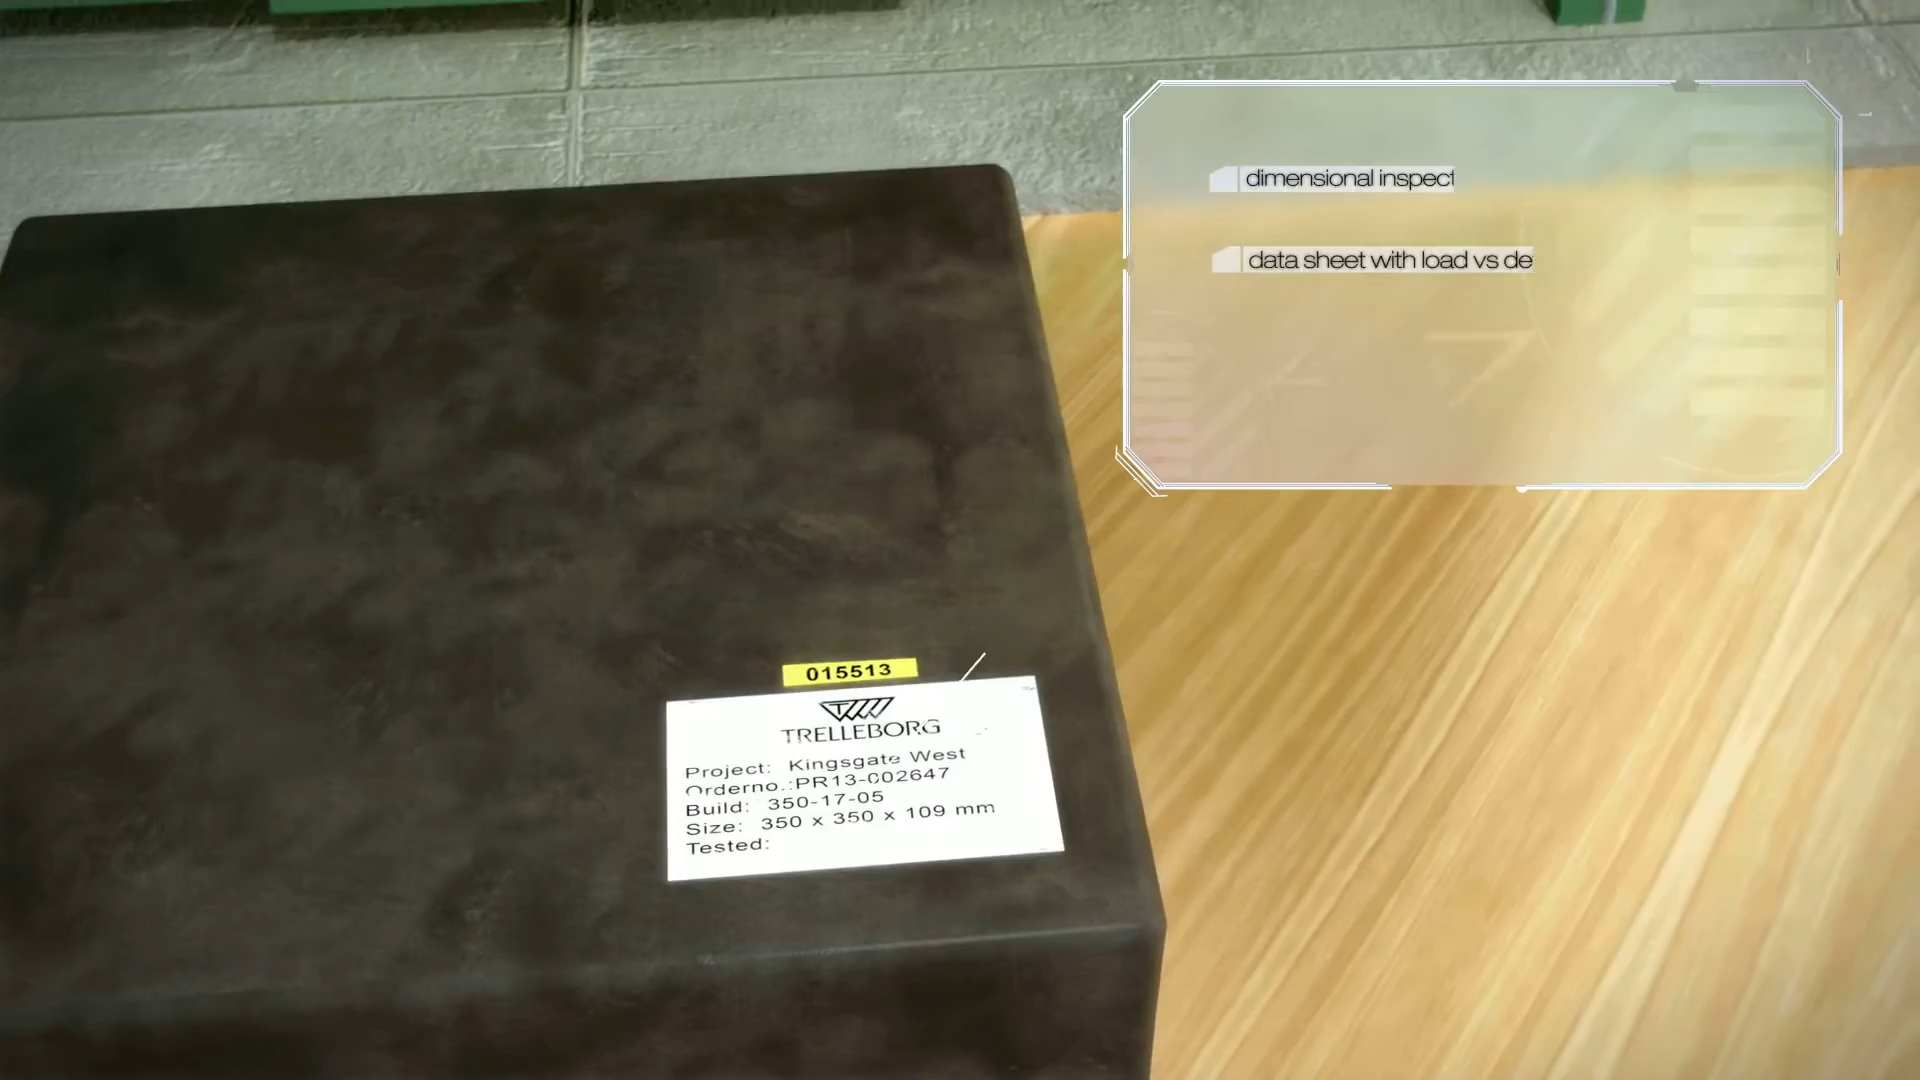 dimensional inspect
data sheet with load vs de
015513
TRELLEBORG
Project: Kingsgate West
Orderno.:PR13-002647
Build: 350-17-05
Size: 350 x 350 x 109 mm
Tested: